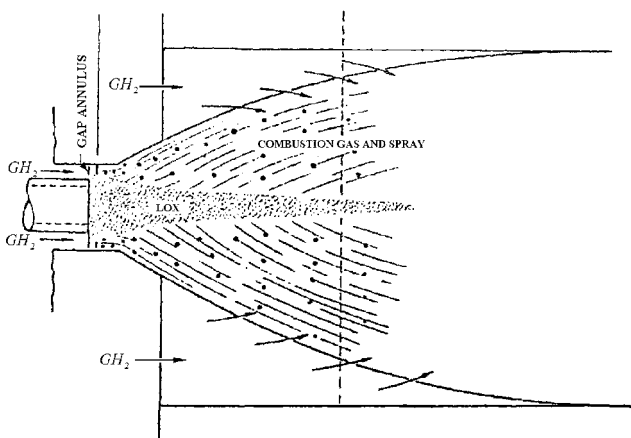 GAP ANNULUS
GH₂
COMBUSTION GAS AND SPRAY
GH₂
LOX
GH₂
GH₂